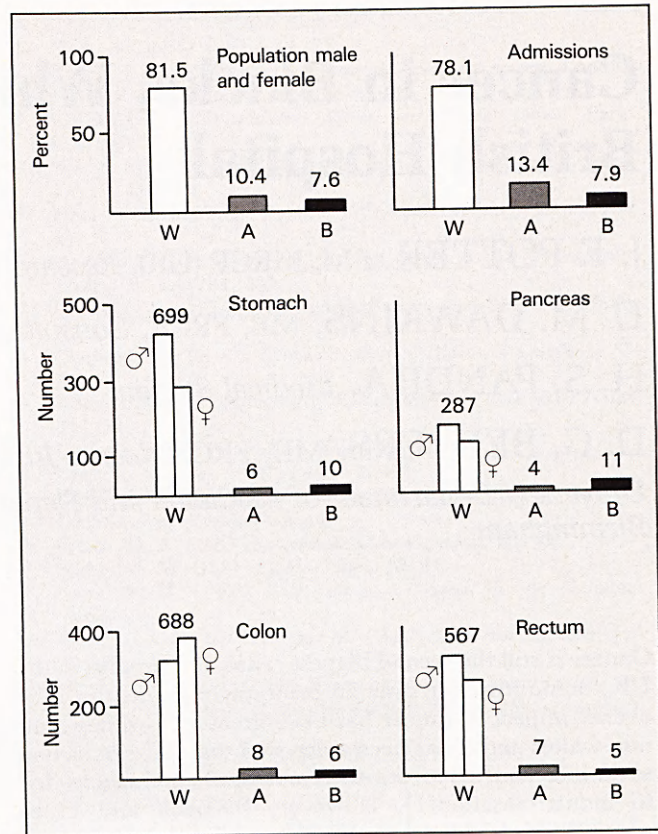 Population male
and female
Percent
100
50
81.5
10.4
7.6
W
A
B
Admissions
78.1
13.4
7.9
W
A
B
Stomach
Number
500
300
100
♂
699
♀
6
10
W
A
B
Pancreas
♂
287
♀
4
11
W
A
B
Colon
Number
400
200
♂
688
♀
8
6
W
A
B
Rectum
♂
567
♀
7
5
W
A
B